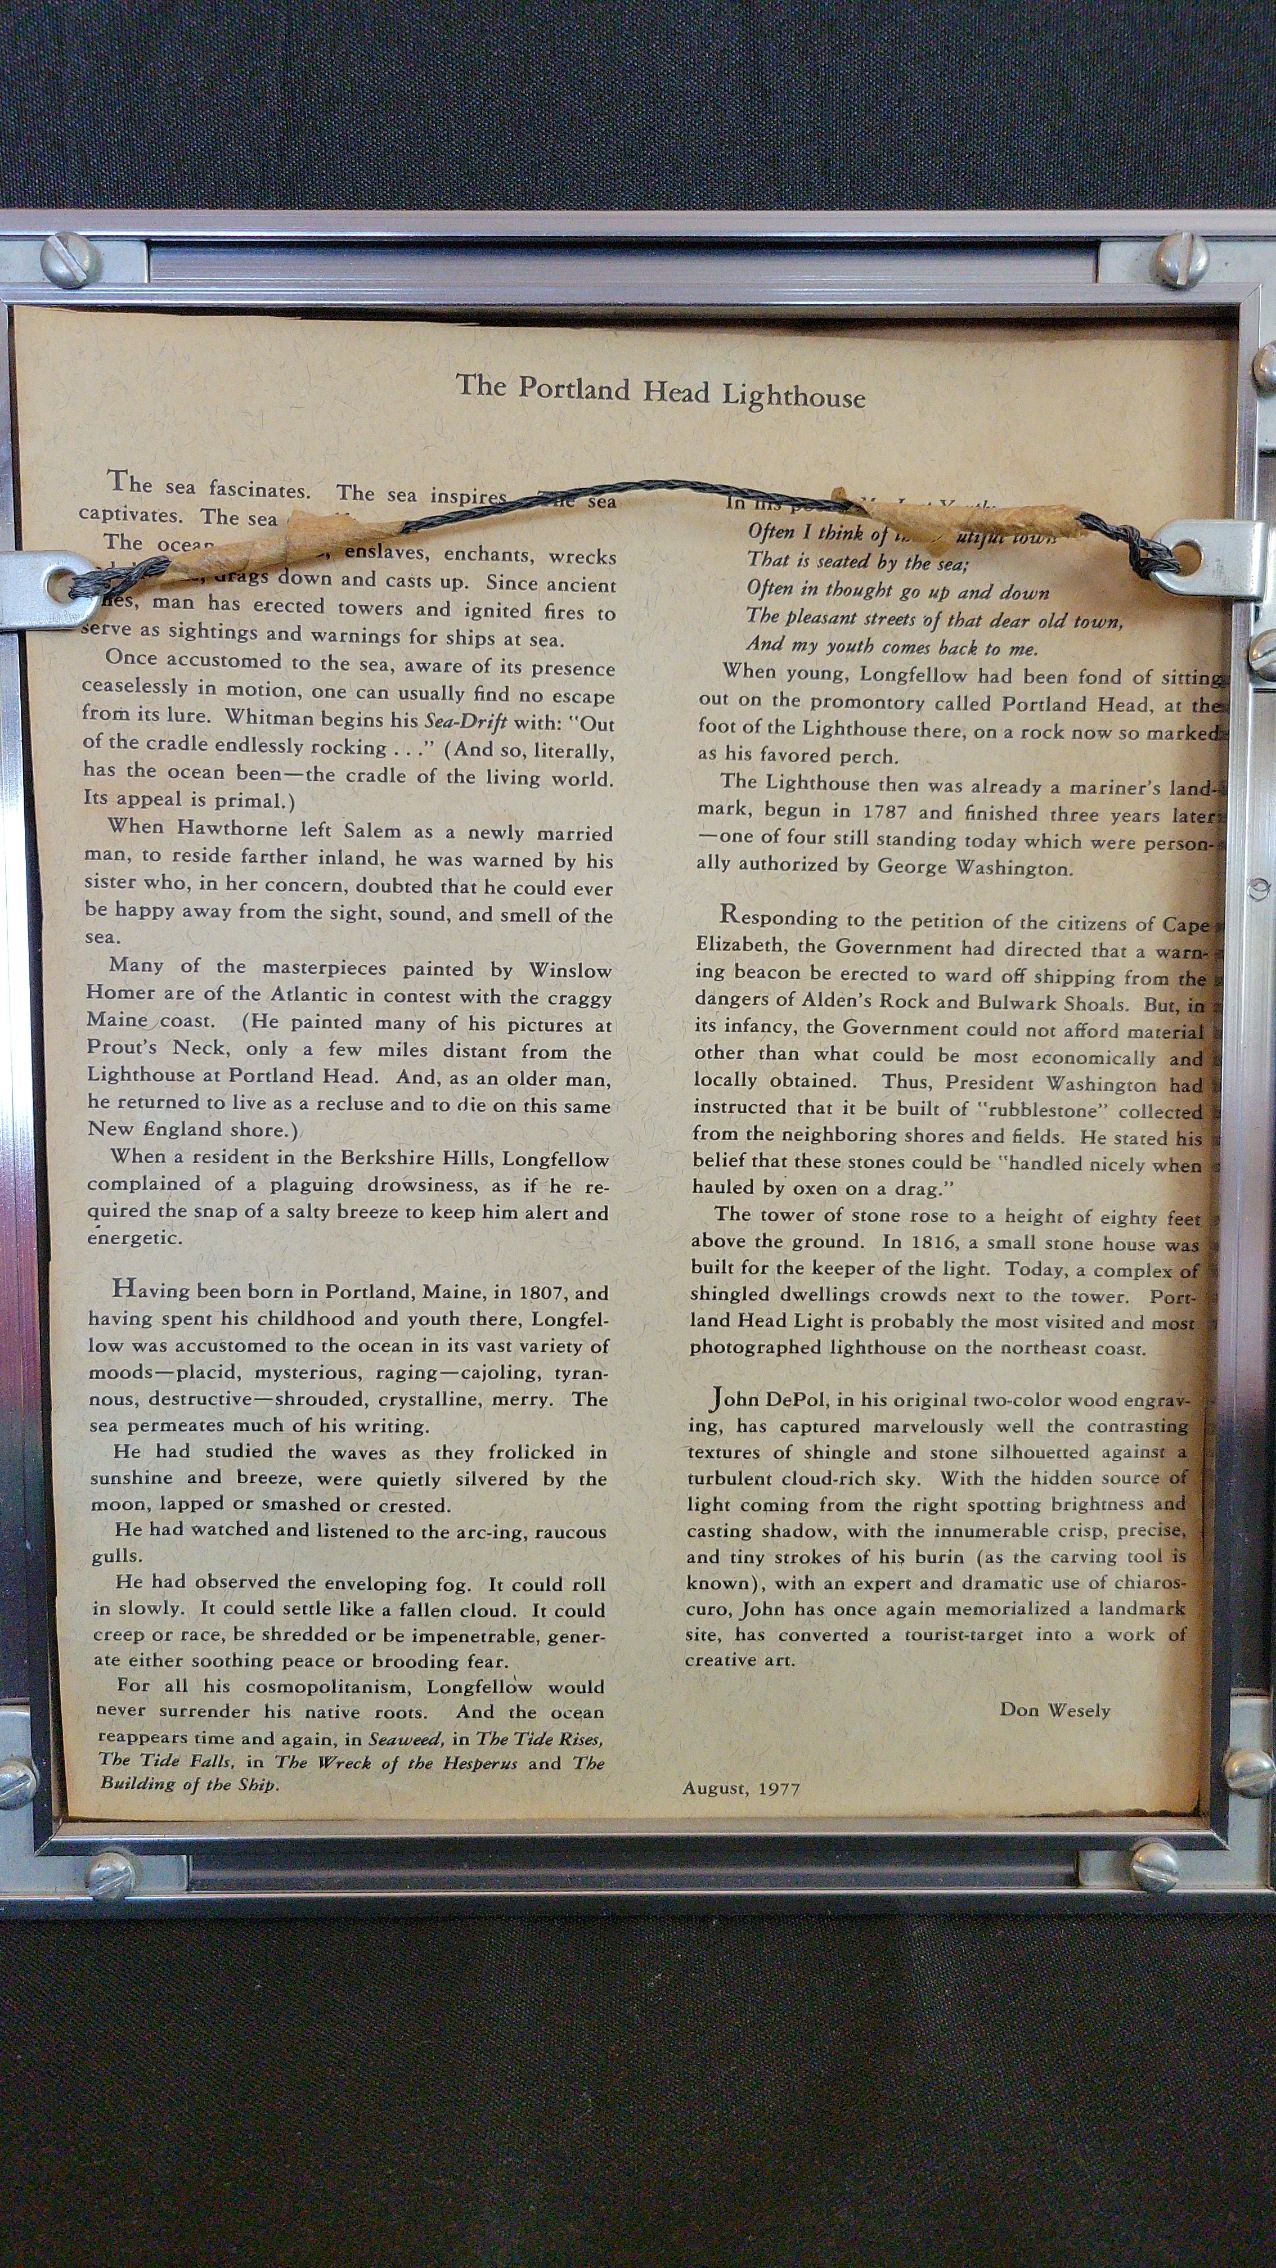 The Portland Head Lighthouse
The sea fascinates. The sea inspires. The sea
captivates. The sea
The ocean enslaves, enchants, wrecks
drags down and casts up. Since ancient
man has erected towers and ignited fires to
serve as sightings and warnings for ships at sea.
Once accustomed to the sea, aware of its presence
ceaselessly in motion, one can usually find no escape
from its lure. Whitman begins his Sea-Drift with: "Out
of the cradle endlessly rocking . . ." (And so, literally,
has the ocean been—the cradle of the living world.
Its appeal is primal.)
When Hawthorne left Salem as a newly married
man, to reside farther inland, he was warned by his
sister who, in her concern, doubted that he could ever
be happy away from the sight, sound, and smell of the
sea.
Many of the masterpieces painted by Winslow
Homer are of the Atlantic in contest with the craggy
Maine coast. (He painted many of his pictures at
Prout's Neck, only a few miles distant from the
Lighthouse at Portland Head. And, as an older man,
he returned to live as a recluse and to die on this same
New England shore.)
When a resident in the Berkshire Hills, Longfellow
complained of a plaguing drowsiness, as if he re-
quired the snap of a salty breeze to keep him alert and
energetic.
Having been born in Portland, Maine, in 1807, and
having spent his childhood and youth there, Longfel-
low was accustomed to the ocean in its vast variety of
moods—placid, mysterious, raging—cajoling, tyran-
nous, destructive—shrouded, crystalline, merry. The
sea permeates much of his writing.
He had studied the waves as they frolicked in
sunshine and breeze, were quietly silvered by the
moon, lapped or smashed or crested.
He had watched and listened to the arc-ing, raucous
gulls.
He had observed the enveloping fog. It could roll
in slowly. It could settle like a fallen cloud. It could
creep or race, be shredded or be impenetrable, gener-
ate either soothing peace or brooding fear.
For all his cosmopolitanism, Longfellow would
never surrender his native roots. And the ocean
reappears time and again, in Seaweed, in The Tide Rises,
The Tide Falls, in The Wreck of the Hesperus and The
Building of the Ship.
In his My Lost Youth
Often I think of the beautiful town
That is seated by the sea;
Often in thought go up and down
The pleasant streets of that dear old town,
And my youth comes back to me.
When young, Longfellow had been fond of sitting
out on the promontory called Portland Head, at the
foot of the Lighthouse there, on a rock now so marked
as his favored perch.
The Lighthouse then was already a mariner's land-
mark, begun in 1787 and finished three years later
—one of four still standing today which were person-
ally authorized by George Washington.
Responding to the petition of the citizens of Cape
Elizabeth, the Government had directed that a warn-
ing beacon be erected to ward off shipping from the
dangers of Alden's Rock and Bulwark Shoals. But, in
its infancy, the Government could not afford material
other than what could be most economically and
locally obtained. Thus, President Washington had
instructed that it be built of "rubblestone" collected
from the neighboring shores and fields. He stated his
belief that these stones could be "handled nicely when
hauled by oxen on a drag."
The tower of stone rose to a height of eighty feet
above the ground. In 1816, a small stone house was
built for the keeper of the light. Today, a complex of
shingled dwellings crowds next to the tower. Port-
land Head Light is probably the most visited and most
photographed lighthouse on the northeast coast.
John DePol, in his original two-color wood engrav-
ing, has captured marvelously well the contrasting
textures of shingle and stone silhouetted against a
turbulent cloud-rich sky. With the hidden source of
light coming from the right spotting brightness and
casting shadow, with the innumerable crisp, precise,
and tiny strokes of his burin (as the carving tool is
known), with an expert and dramatic use of chiaros-
curo, John has once again memorialized a landmark
site, has converted a tourist-target into a work of
creative art.
Don Wesely
August, 1977